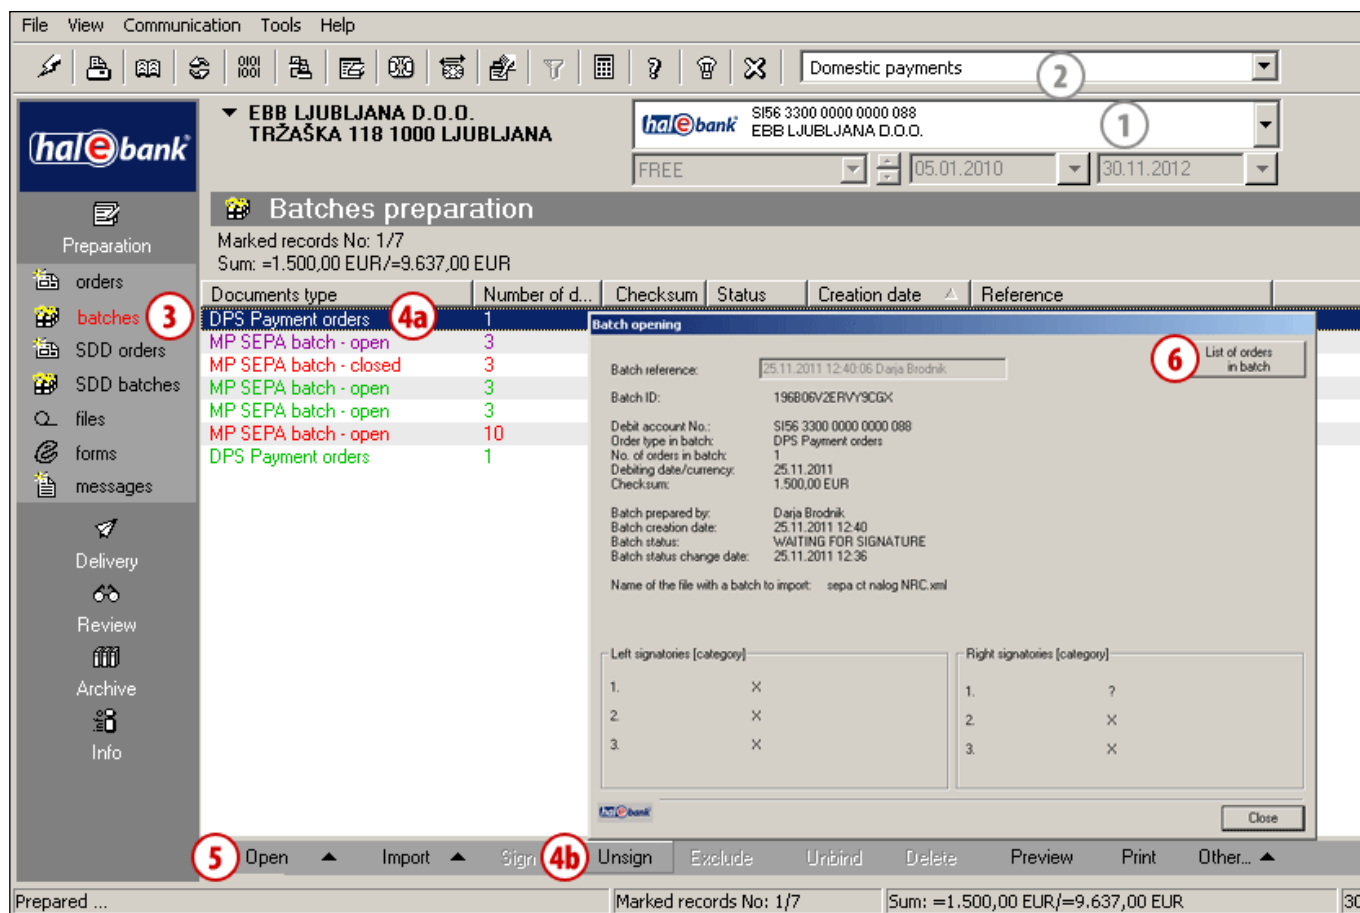 File View Communication Tools Help
Domestic payments 2
hal@bank
EBB LJUBLJANA D.O.O.
TRŽAŠKA 118 1000 LJUBLJANA
hal@bank SI56 3300 0000 0000 088
EBB LJUBLJANA D.O.O. 1
FREE 05.01.2010 30.11.2012
Batches preparation
Marked records No: 1/7
Sum: =1.500,00 EUR/=9.637,00 EUR
Preparation
orders
batches 3
SDD orders
SDD batches
files
forms
messages
Delivery
Review
Archive
Info
Documents type Number of d... Checksum Status Creation date Reference
DPS Payment orders 4a 1
MP SEPA batch - open 3
MP SEPA batch - closed 3
MP SEPA batch - open 3
MP SEPA batch - open 3
MP SEPA batch - open 10
DPS Payment orders 1
Batch opening
6 List of orders
in batch
Batch reference: 25.11.2011 12:40:06 Darja Brodnik
Batch ID: 196B06V2ERVY9CGX
Debit account No.: SI56 3300 0000 0000 088
Order type in batch: DPS Payment orders
No. of orders in batch: 1
Debiting date/currency: 25.11.2011
Checksum: 1.500,00 EUR
Batch prepared by: Darja Brodnik
Batch creation date: 25.11.2011 12:40
Batch status: WAITING FOR SIGNATURE
Batch status change date: 25.11.2011 12:36
Name of the file with a batch to import: sepa ct nalog NRC.xml
Left signatories [category]
1. X
2. X
3. X
Right signatories [category]
1. ?
2. X
3. X
hal@bank
Close
5 Open Import Sign 4b Unsign Exclude Unbind Delete Preview Print Other...
Prepared ... Marked records No: 1/7 Sum: =1.500,00 EUR/=9.637,00 EUR 30